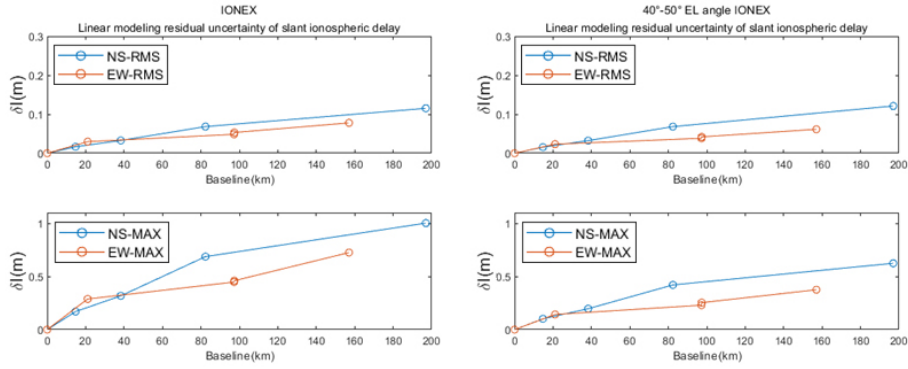 IONEX
Linear modeling residual uncertainty of slant ionospheric delay
0.3
0.2
0.1
0
δI(m)
NS-RMS
EW-RMS
0 20 40 60 80 100 120 140 160 180 200
Baseline(km)
40°-50° EL angle IONEX
Linear modeling residual uncertainty of slant ionospheric delay
0.3
0.2
0.1
0
δI(m)
NS-RMS
EW-RMS
0 20 40 60 80 100 120 140 160 180 200
Baseline(km)
1
0.5
0
δI(m)
NS-MAX
EW-MAX
0 20 40 60 80 100 120 140 160 180 200
Baseline(km)
1
0.5
0
δI(m)
NS-MAX
EW-MAX
0 20 40 60 80 100 120 140 160 180 200
Baseline(km)